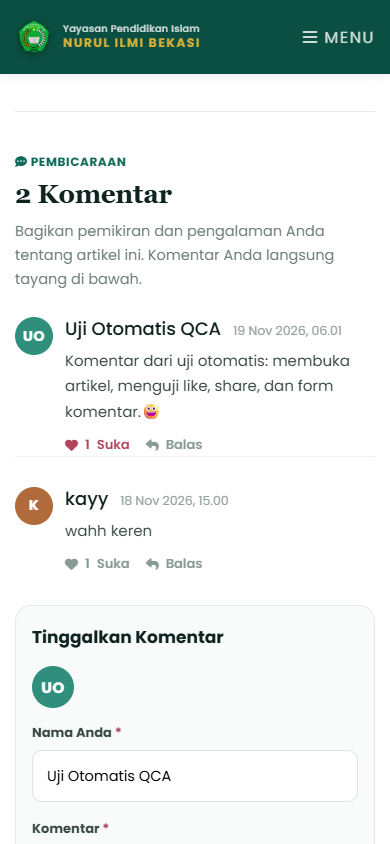 Yayasan Pendidikan Islam
NURUL ILMI BEKASI
MENU
PEMBICARAAN
2 Komentar
Bagikan pemikiran dan pengalaman Anda
tentang artikel ini. Komentar Anda langsung
tayang di bawah.
UO
Uji Otomatis QCA 19 Nov 2026, 06.01
Komentar dari uji otomatis: membuka
artikel, menguji like, share, dan form
komentar. 🤪
1 Suka Balas
K
kayy 18 Nov 2026, 15.00
wahh keren
1 Suka Balas
Tinggalkan Komentar
UO
Nama Anda *
Uji Otomatis QCA
Komentar *